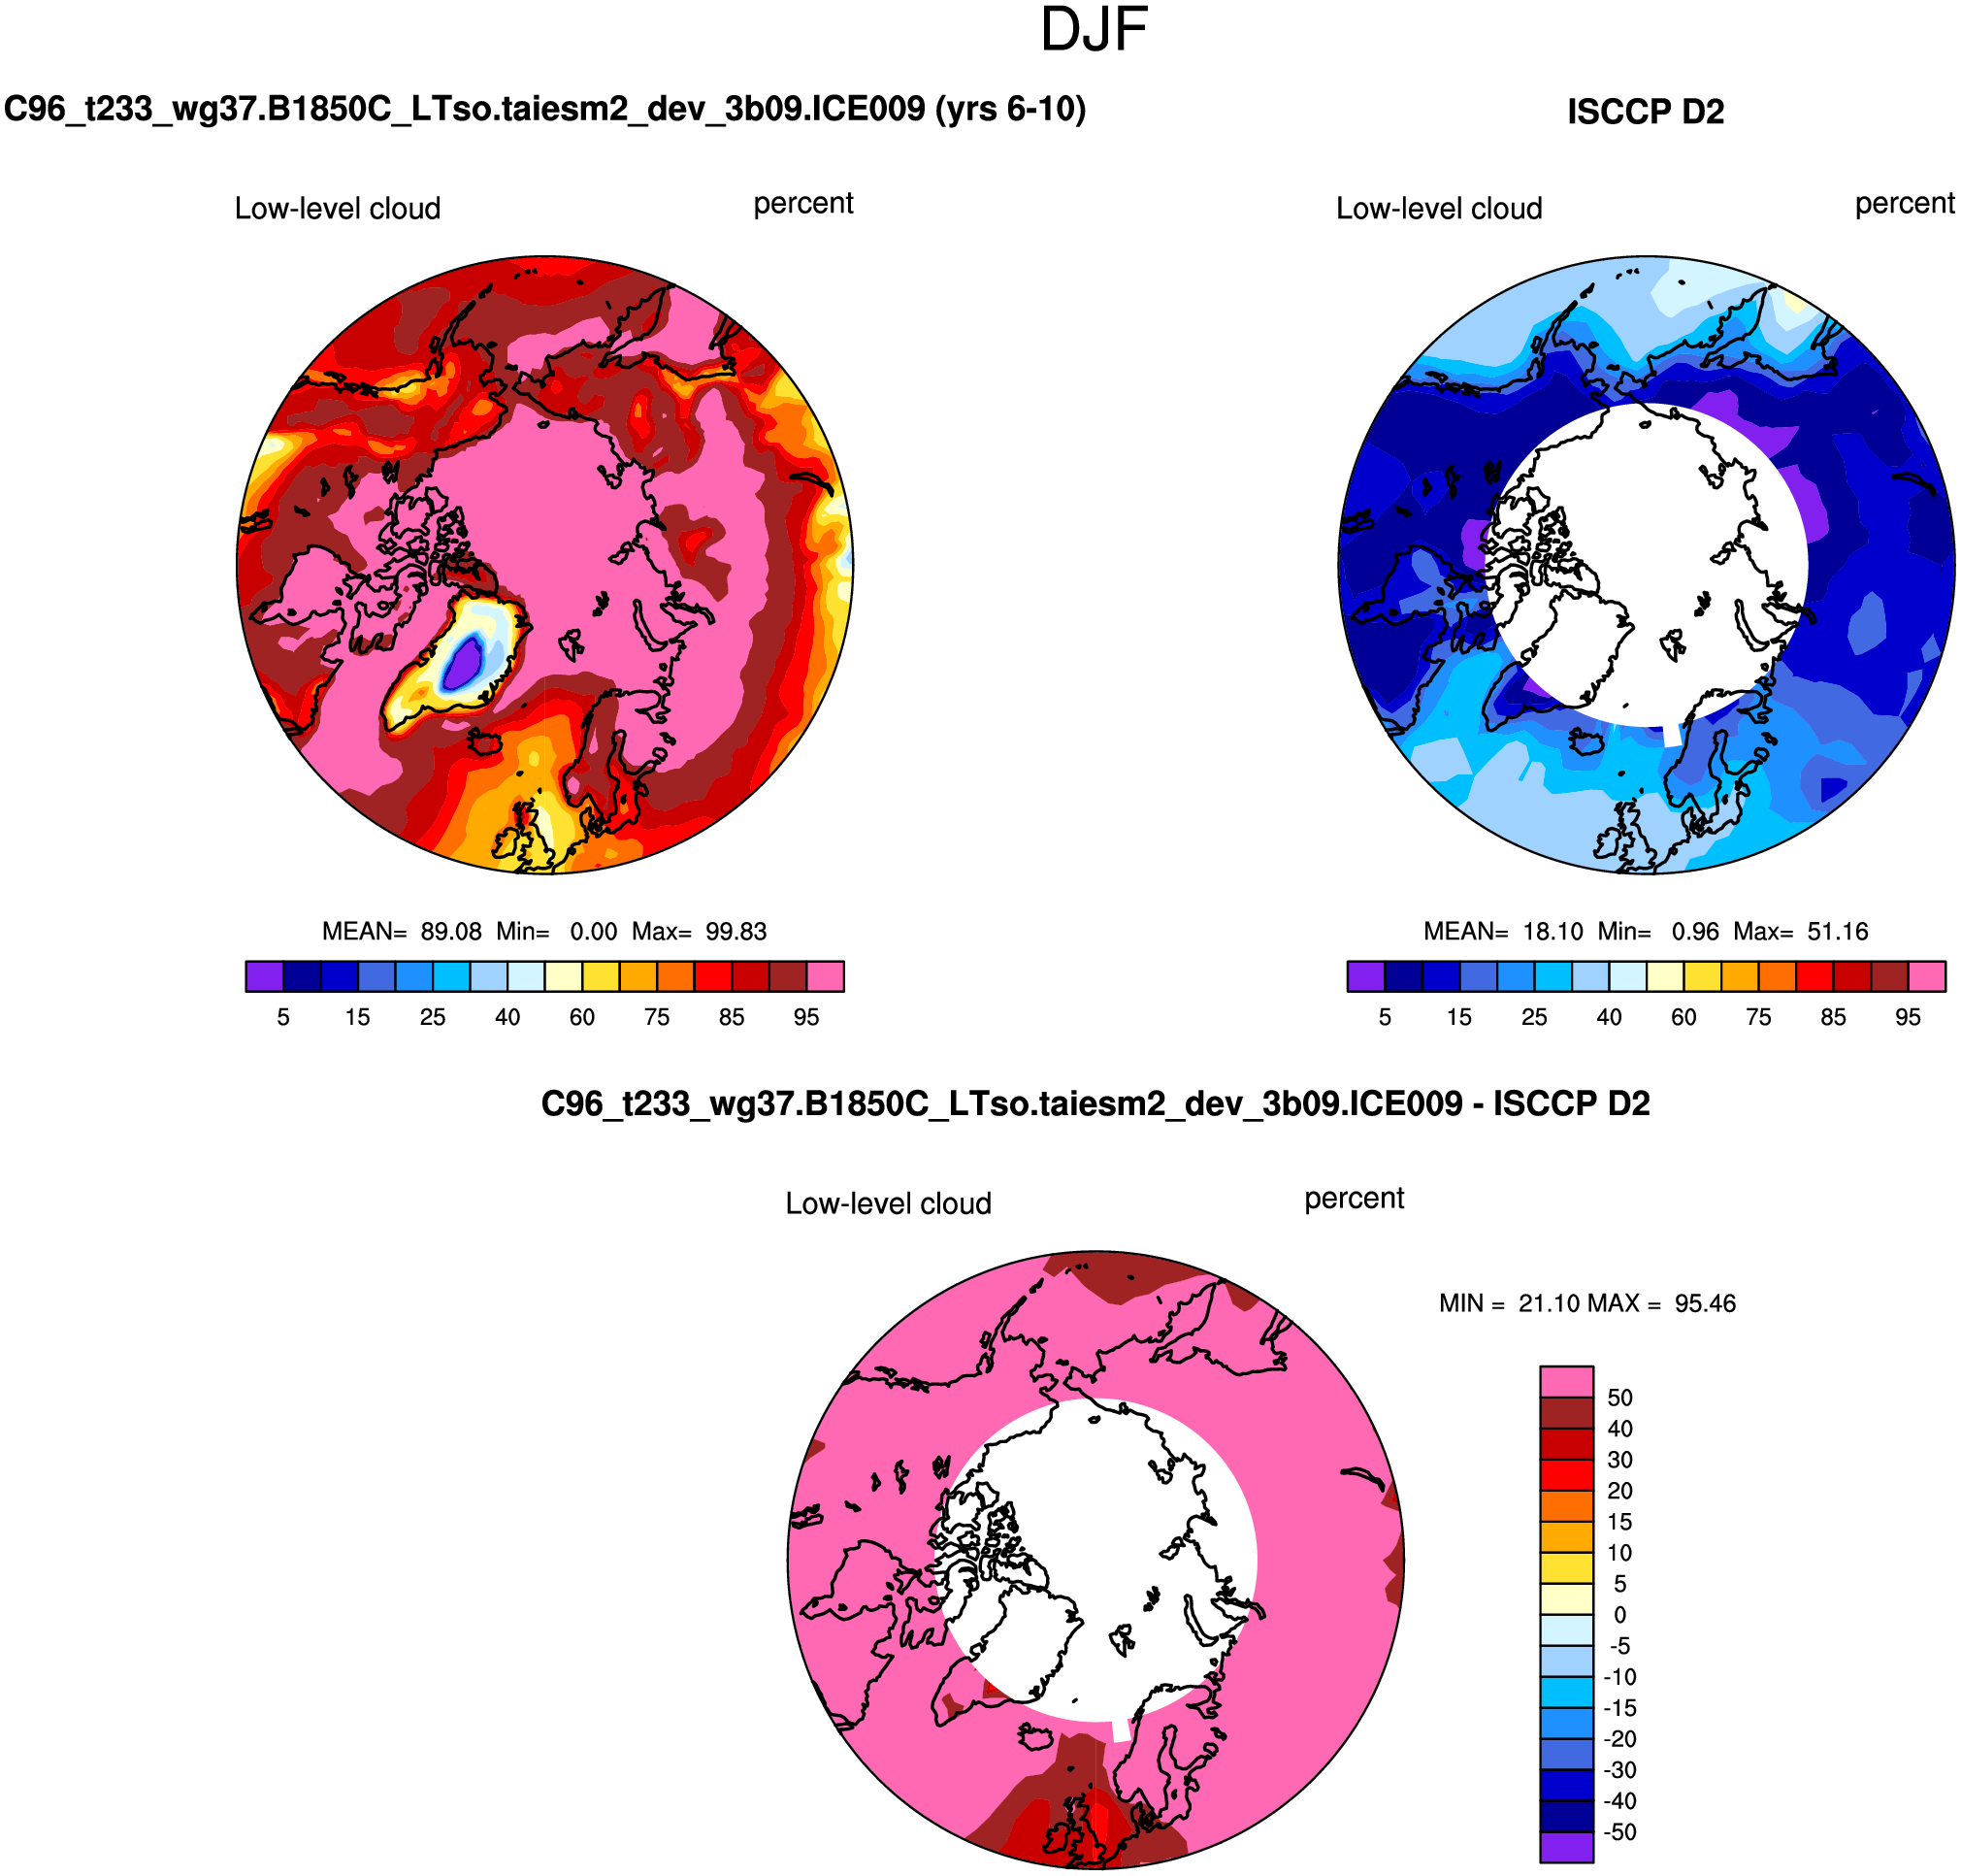 DJF
C96_t233_wg37.B1850C_LTso.taiesm2_dev_3b09.ICE009 (yrs 6-10)
ISCCP D2
Low-level cloud percent
Low-level cloud percent
MEAN= 89.08 Min= 0.00 Max= 99.83
MEAN= 18.10 Min= 0.96 Max= 51.16
5 15 25 40 60 75 85 95
5 15 25 40 60 75 85 95
C96_t233_wg37.B1850C_LTso.taiesm2_dev_3b09.ICE009 - ISCCP D2
Low-level cloud percent
MIN = 21.10 MAX = 95.46
50
40
30
20
15
10
5
0
-5
-10
-15
-20
-30
-40
-50